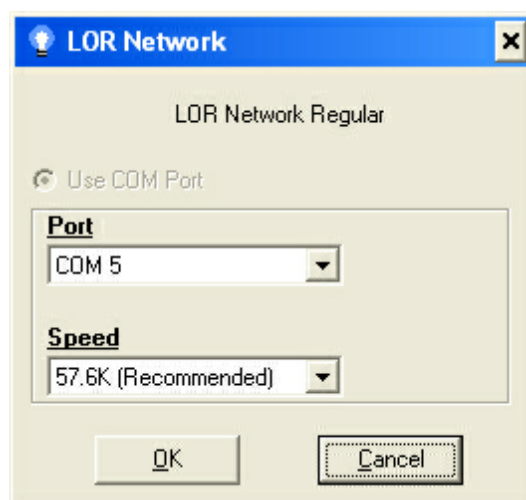 LOR Network
LOR Network Regular
Use COM Port
Port
COM 5
Speed
57.6K (Recommended)
OK
Cancel